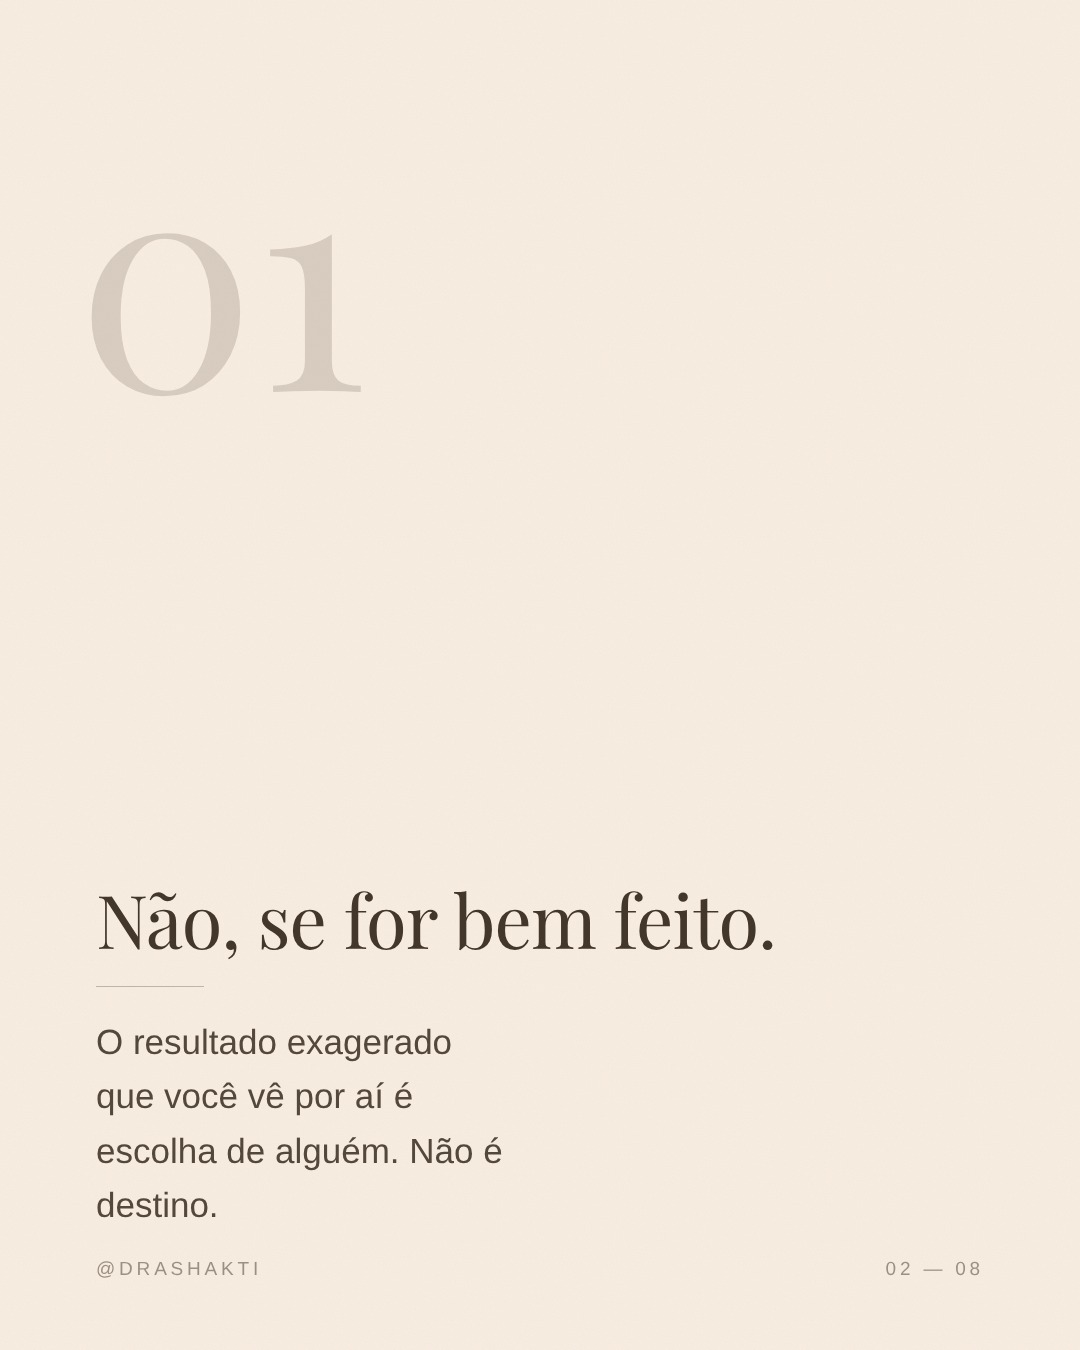 01
Não, se for bem feito.
O resultado exagerado
que você vê por aí é
escolha de alguém. Não é
destino.
@DRASHAKTI
02 — 08